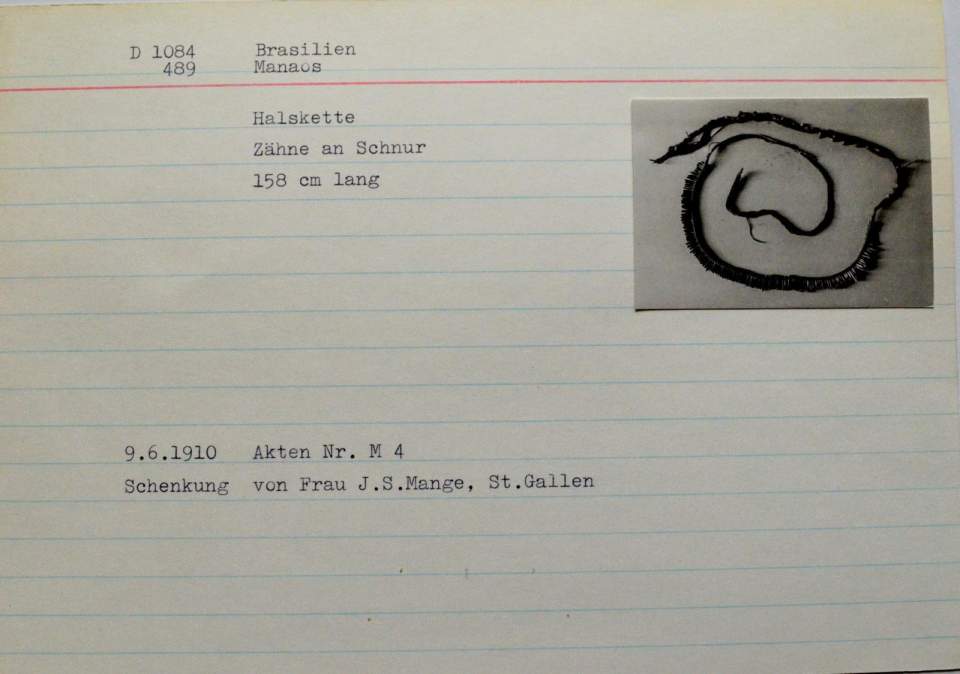 D 1084 Brasilien
489 Manaos
Halskette
Zähne an Schnur
158 cm lang
9.6.1910 Akten Nr. M 4
Schenkung von Frau J.S.Mange, St.Gallen